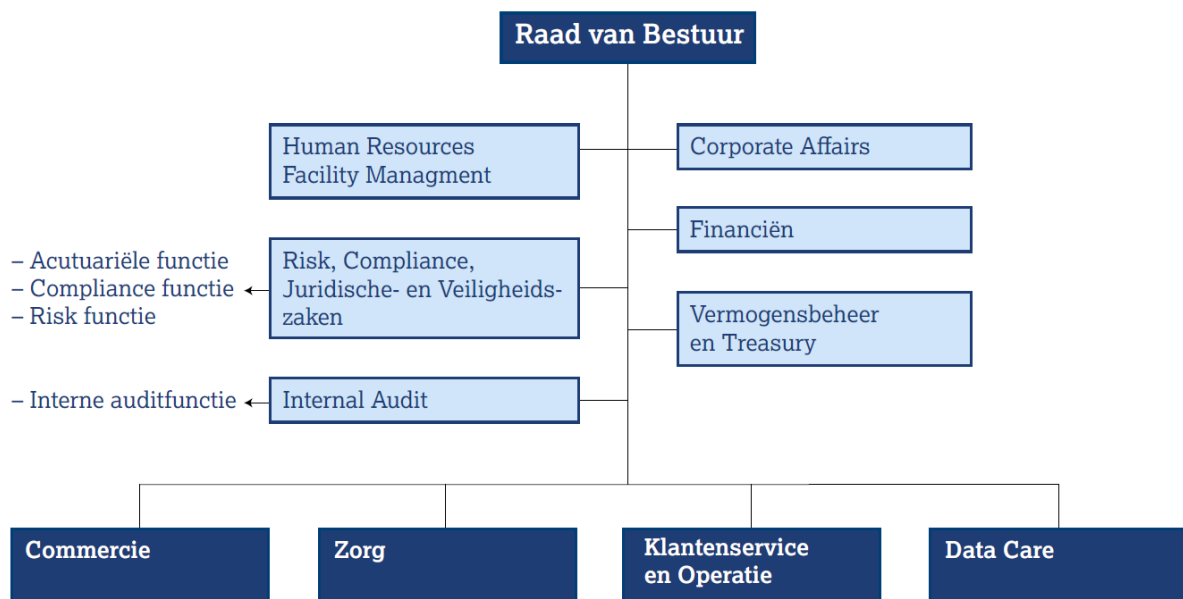 Raad van Bestuur
Human Resources
Facility Managment
Corporate Affairs
Financiën
– Acutuariële functie
– Compliance functie
– Risk functie
Risk, Compliance,
Juridische- en Veiligheids-
zaken
Vermogensbeheer
en Treasury
– Interne auditfunctie
Internal Audit
Commercie
Zorg
Klantenservice
en Operatie
Data Care